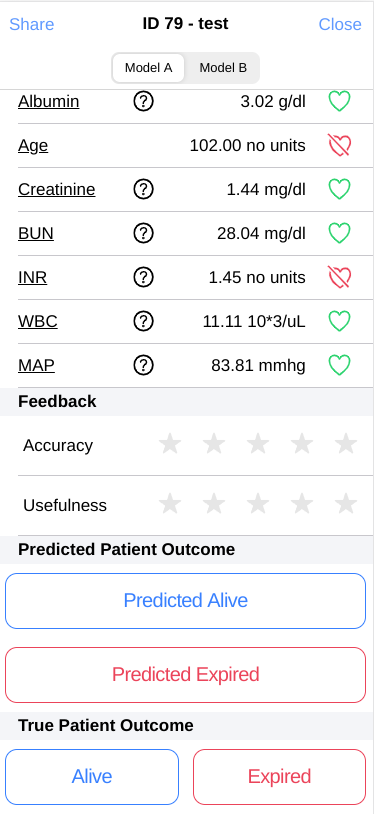 Share ID 79 - test Close
Model A Model B
Albumin ? 3.02 g/dl
Age 102.00 no units
Creatinine ? 1.44 mg/dl
BUN ? 28.04 mg/dl
INR ? 1.45 no units
WBC ? 11.11 10*3/uL
MAP ? 83.81 mmhg
Feedback
Accuracy
Usefulness
Predicted Patient Outcome
Predicted Alive
Predicted Expired
True Patient Outcome
Alive Expired